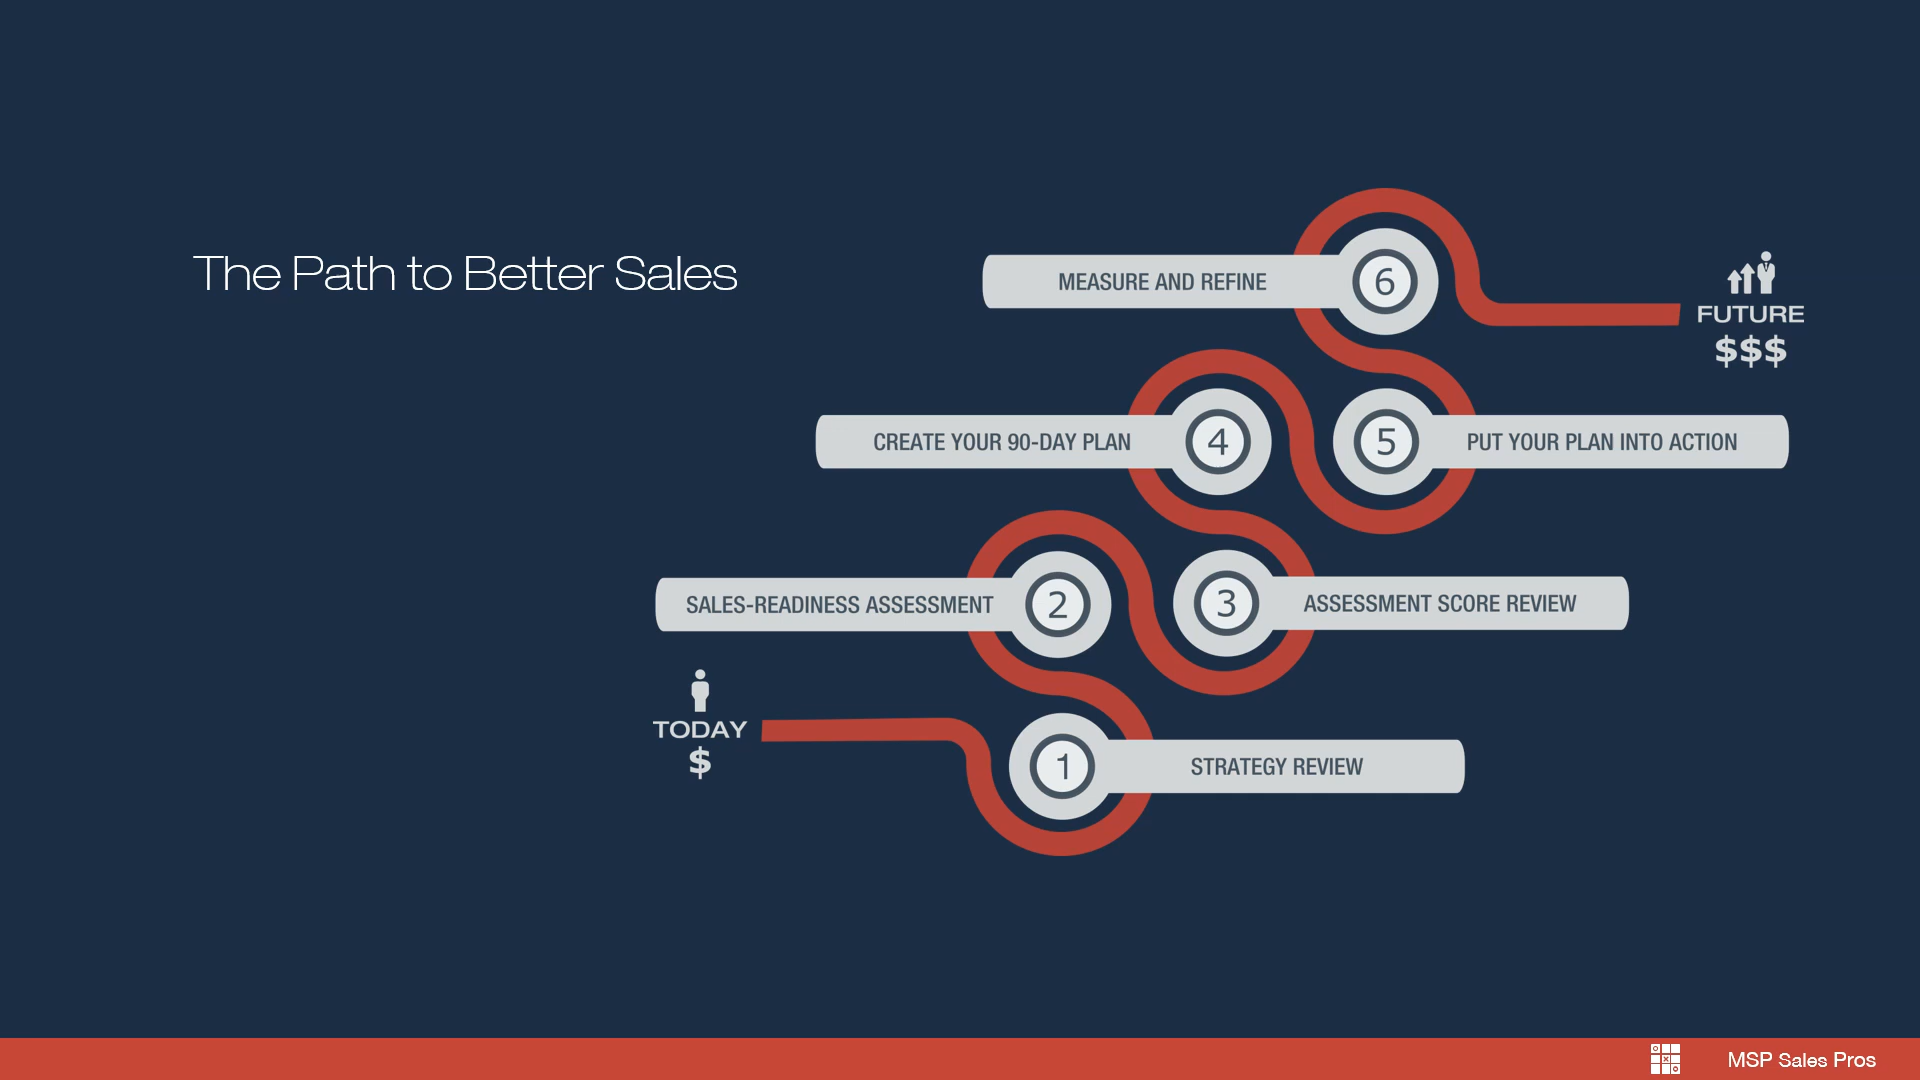 The Path to Better Sales
6
MEASURE AND REFINE
FUTURE
$$$
4
CREATE YOUR 90-DAY PLAN
5
PUT YOUR PLAN INTO ACTION
2
SALES-READINESS ASSESSMENT
3
ASSESSMENT SCORE REVIEW
TODAY
$
1
STRATEGY REVIEW
MSP Sales Pros